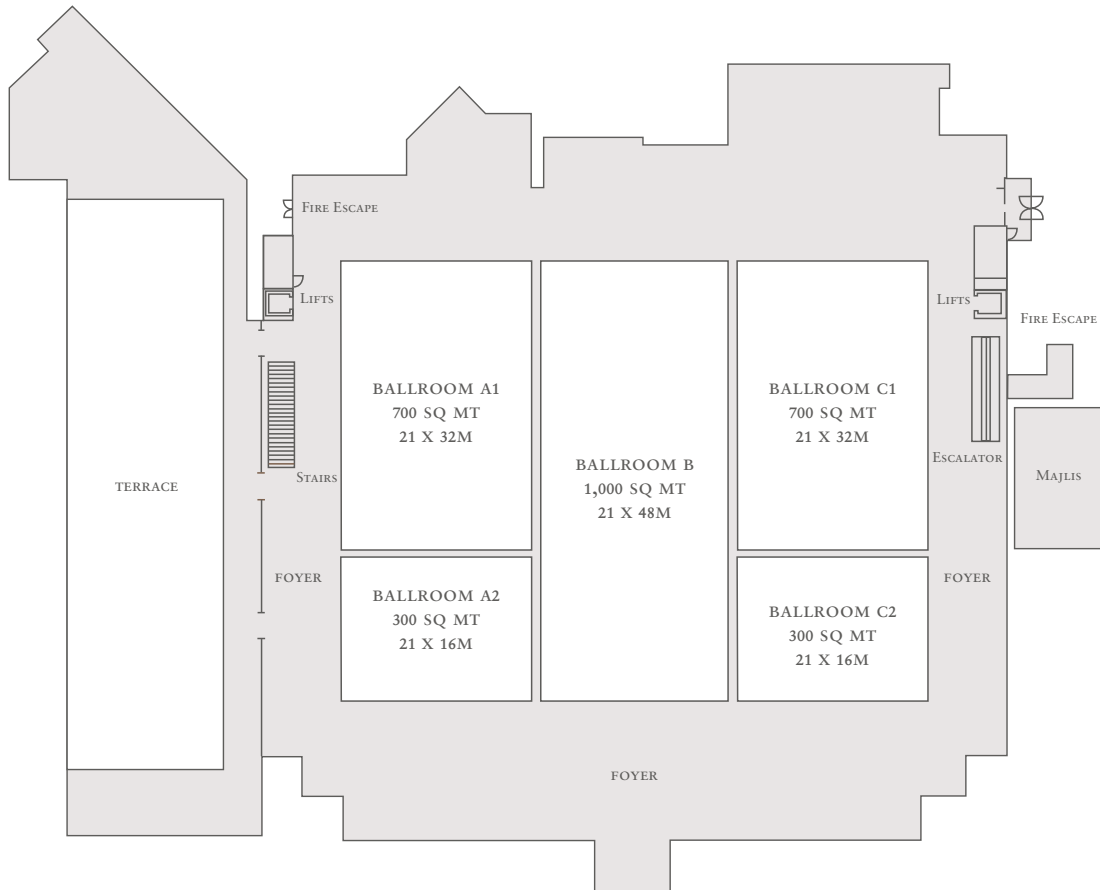 Fire Escape
Lifts
Lifts
Fire Escape
BALLROOM A1
700 SQ MT
21 X 32M
BALLROOM C1
700 SQ MT
21 X 32M
BALLROOM B
1,000 SQ MT
21 X 48M
Escalator
Stairs
Majlis
TERRACE
FOYER
FOYER
BALLROOM A2
300 SQ MT
21 X 16M
BALLROOM C2
300 SQ MT
21 X 16M
FOYER